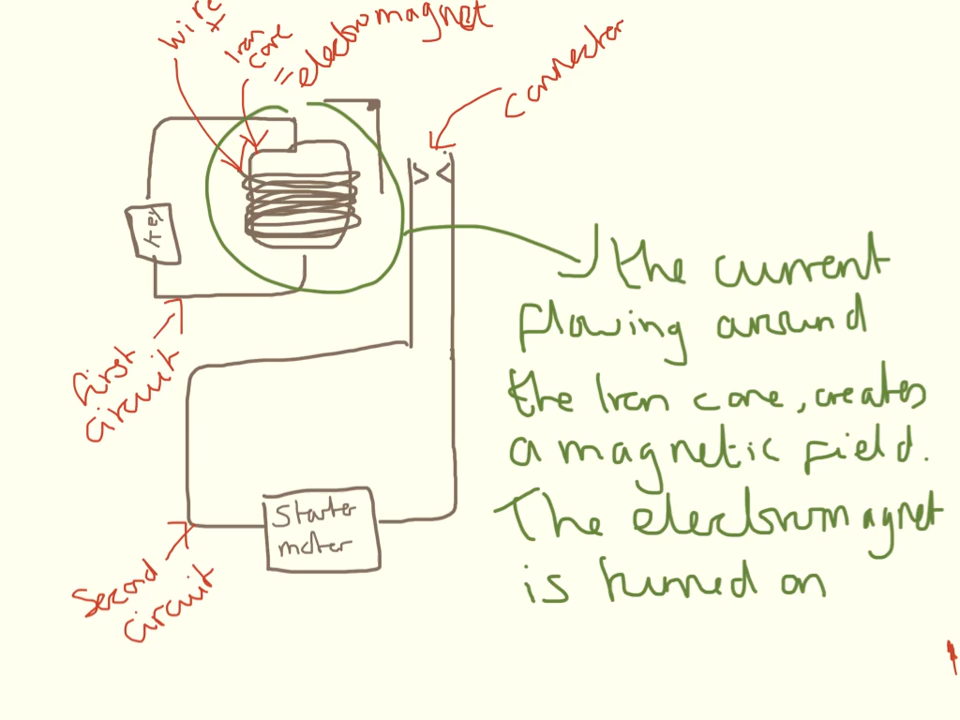 wire
+
Iron
core
= electromagnet
Connector
key
First
circuit
the current
flowing around
the Iron core, creates
a magnetic field.
The electromagnet
is turned on
Starter
motor
Second
circuit